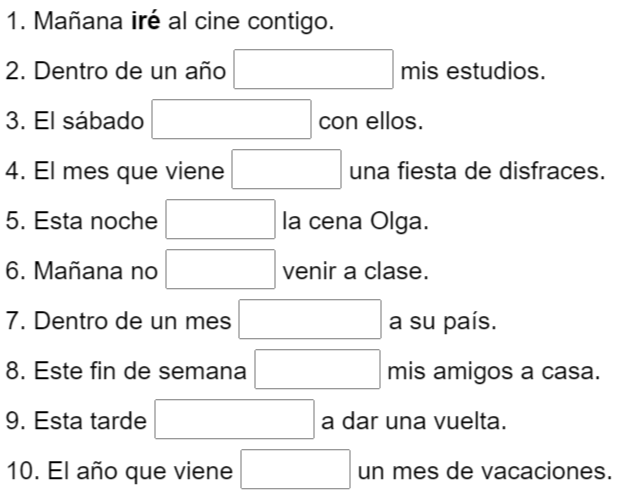 1. Mañana iré al cine contigo.
2. Dentro de un año mis estudios.
3. El sábado con ellos.
4. El mes que viene una fiesta de disfraces.
5. Esta noche la cena Olga.
6. Mañana no venir a clase.
7. Dentro de un mes a su país.
8. Este fin de semana mis amigos a casa.
9. Esta tarde a dar una vuelta.
10. El año que viene un mes de vacaciones.